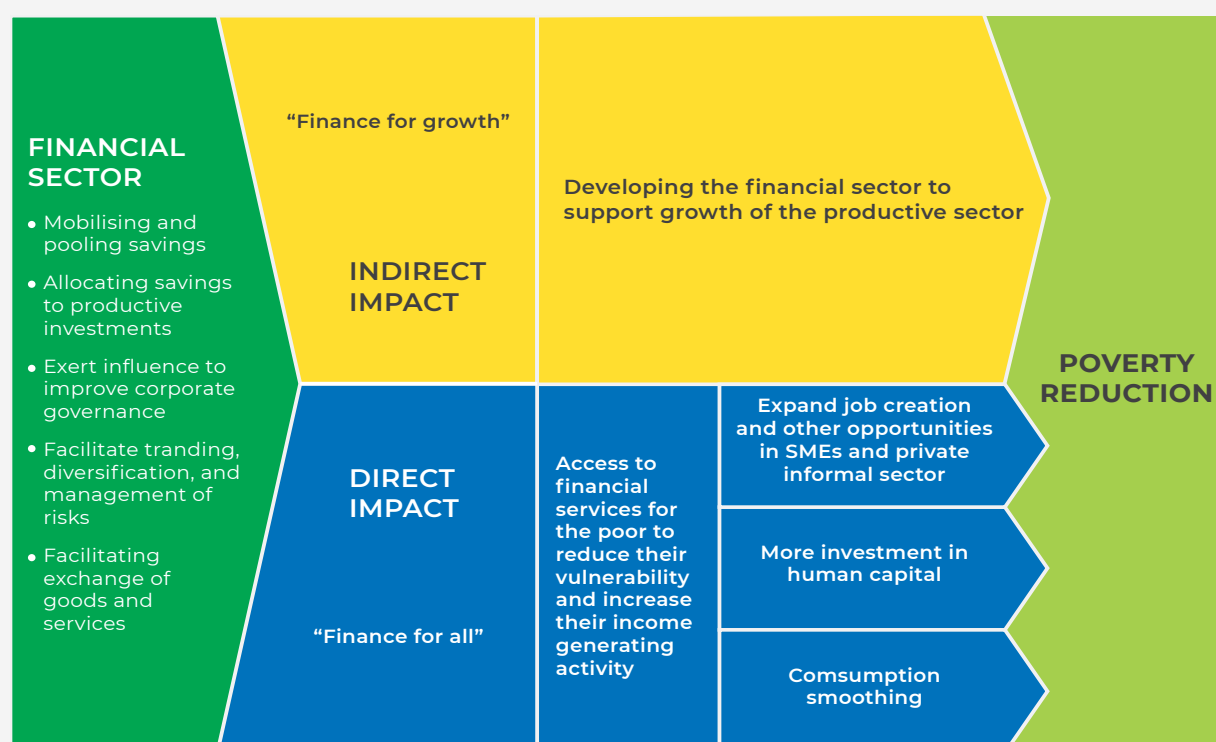 FINANCIAL
SECTOR
• Mobilising and
pooling savings
• Allocating savings
to productive
investments
• Exert influence to
improve corporate
governance
• Facilitate tranding,
diversification, and
management of
risks
• Facilitating
exchange of
goods and
services
“Finance for growth”
INDIRECT
IMPACT
Developing the financial sector to
support growth of the productive sector
DIRECT
IMPACT
“Finance for all”
Access to
financial
services for
the poor to
reduce their
vulnerability
and increase
their income
generating
activity
Expand job creation
and other opportunities
in SMEs and private
informal sector
More investment in
human capital
Comsumption
smoothing
POVERTY
REDUCTION